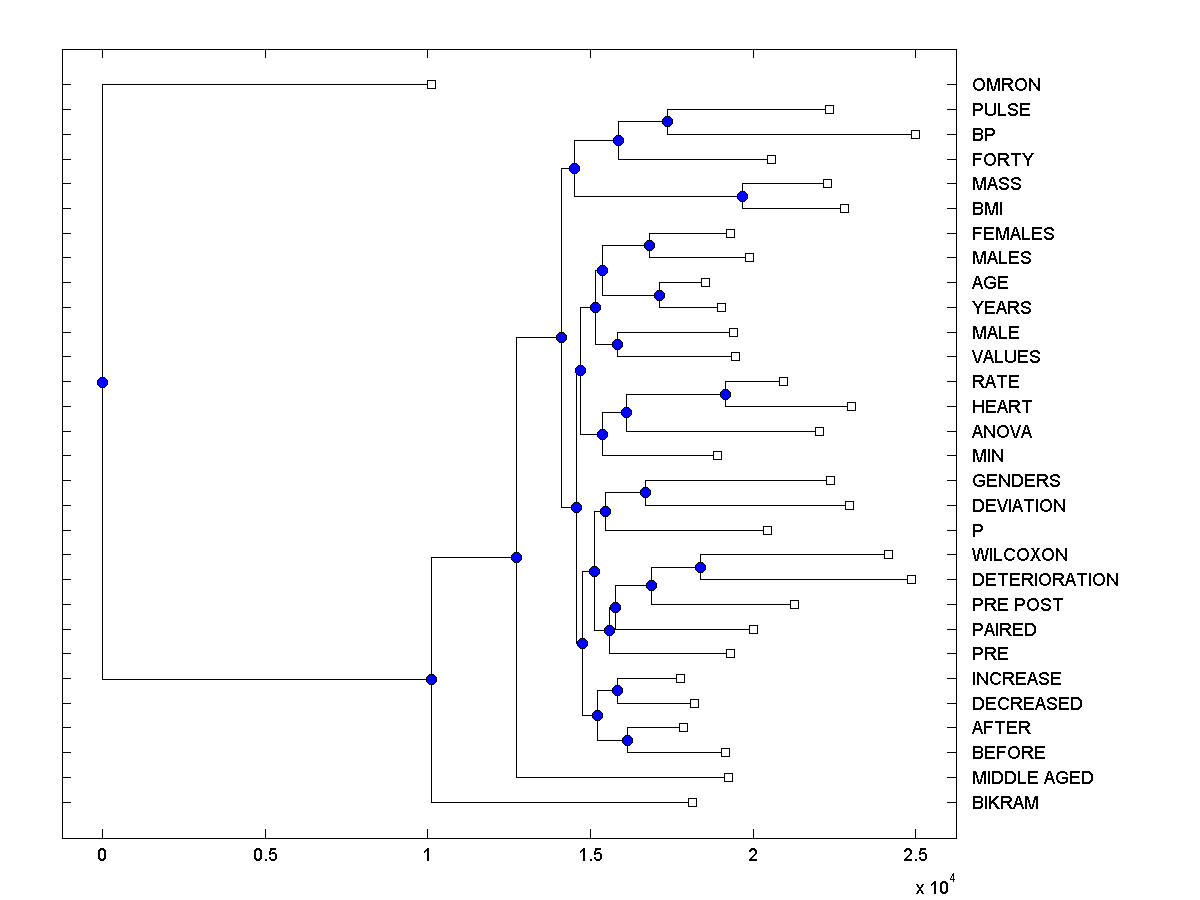 OMRON
PULSE
BP
FORTY
MASS
BMI
FEMALES
MALES
AGE
YEARS
MALE
VALUES
RATE
HEART
ANOVA
MIN
GENDERS
DEVIATION
P
WILCOXON
DETERIORATION
PRE POST
PAIRED
PRE
INCREASE
DECREASED
AFTER
BEFORE
MIDDLE AGED
BIKRAM
0 0.5 1 1.5 2 2.5
x 10^4